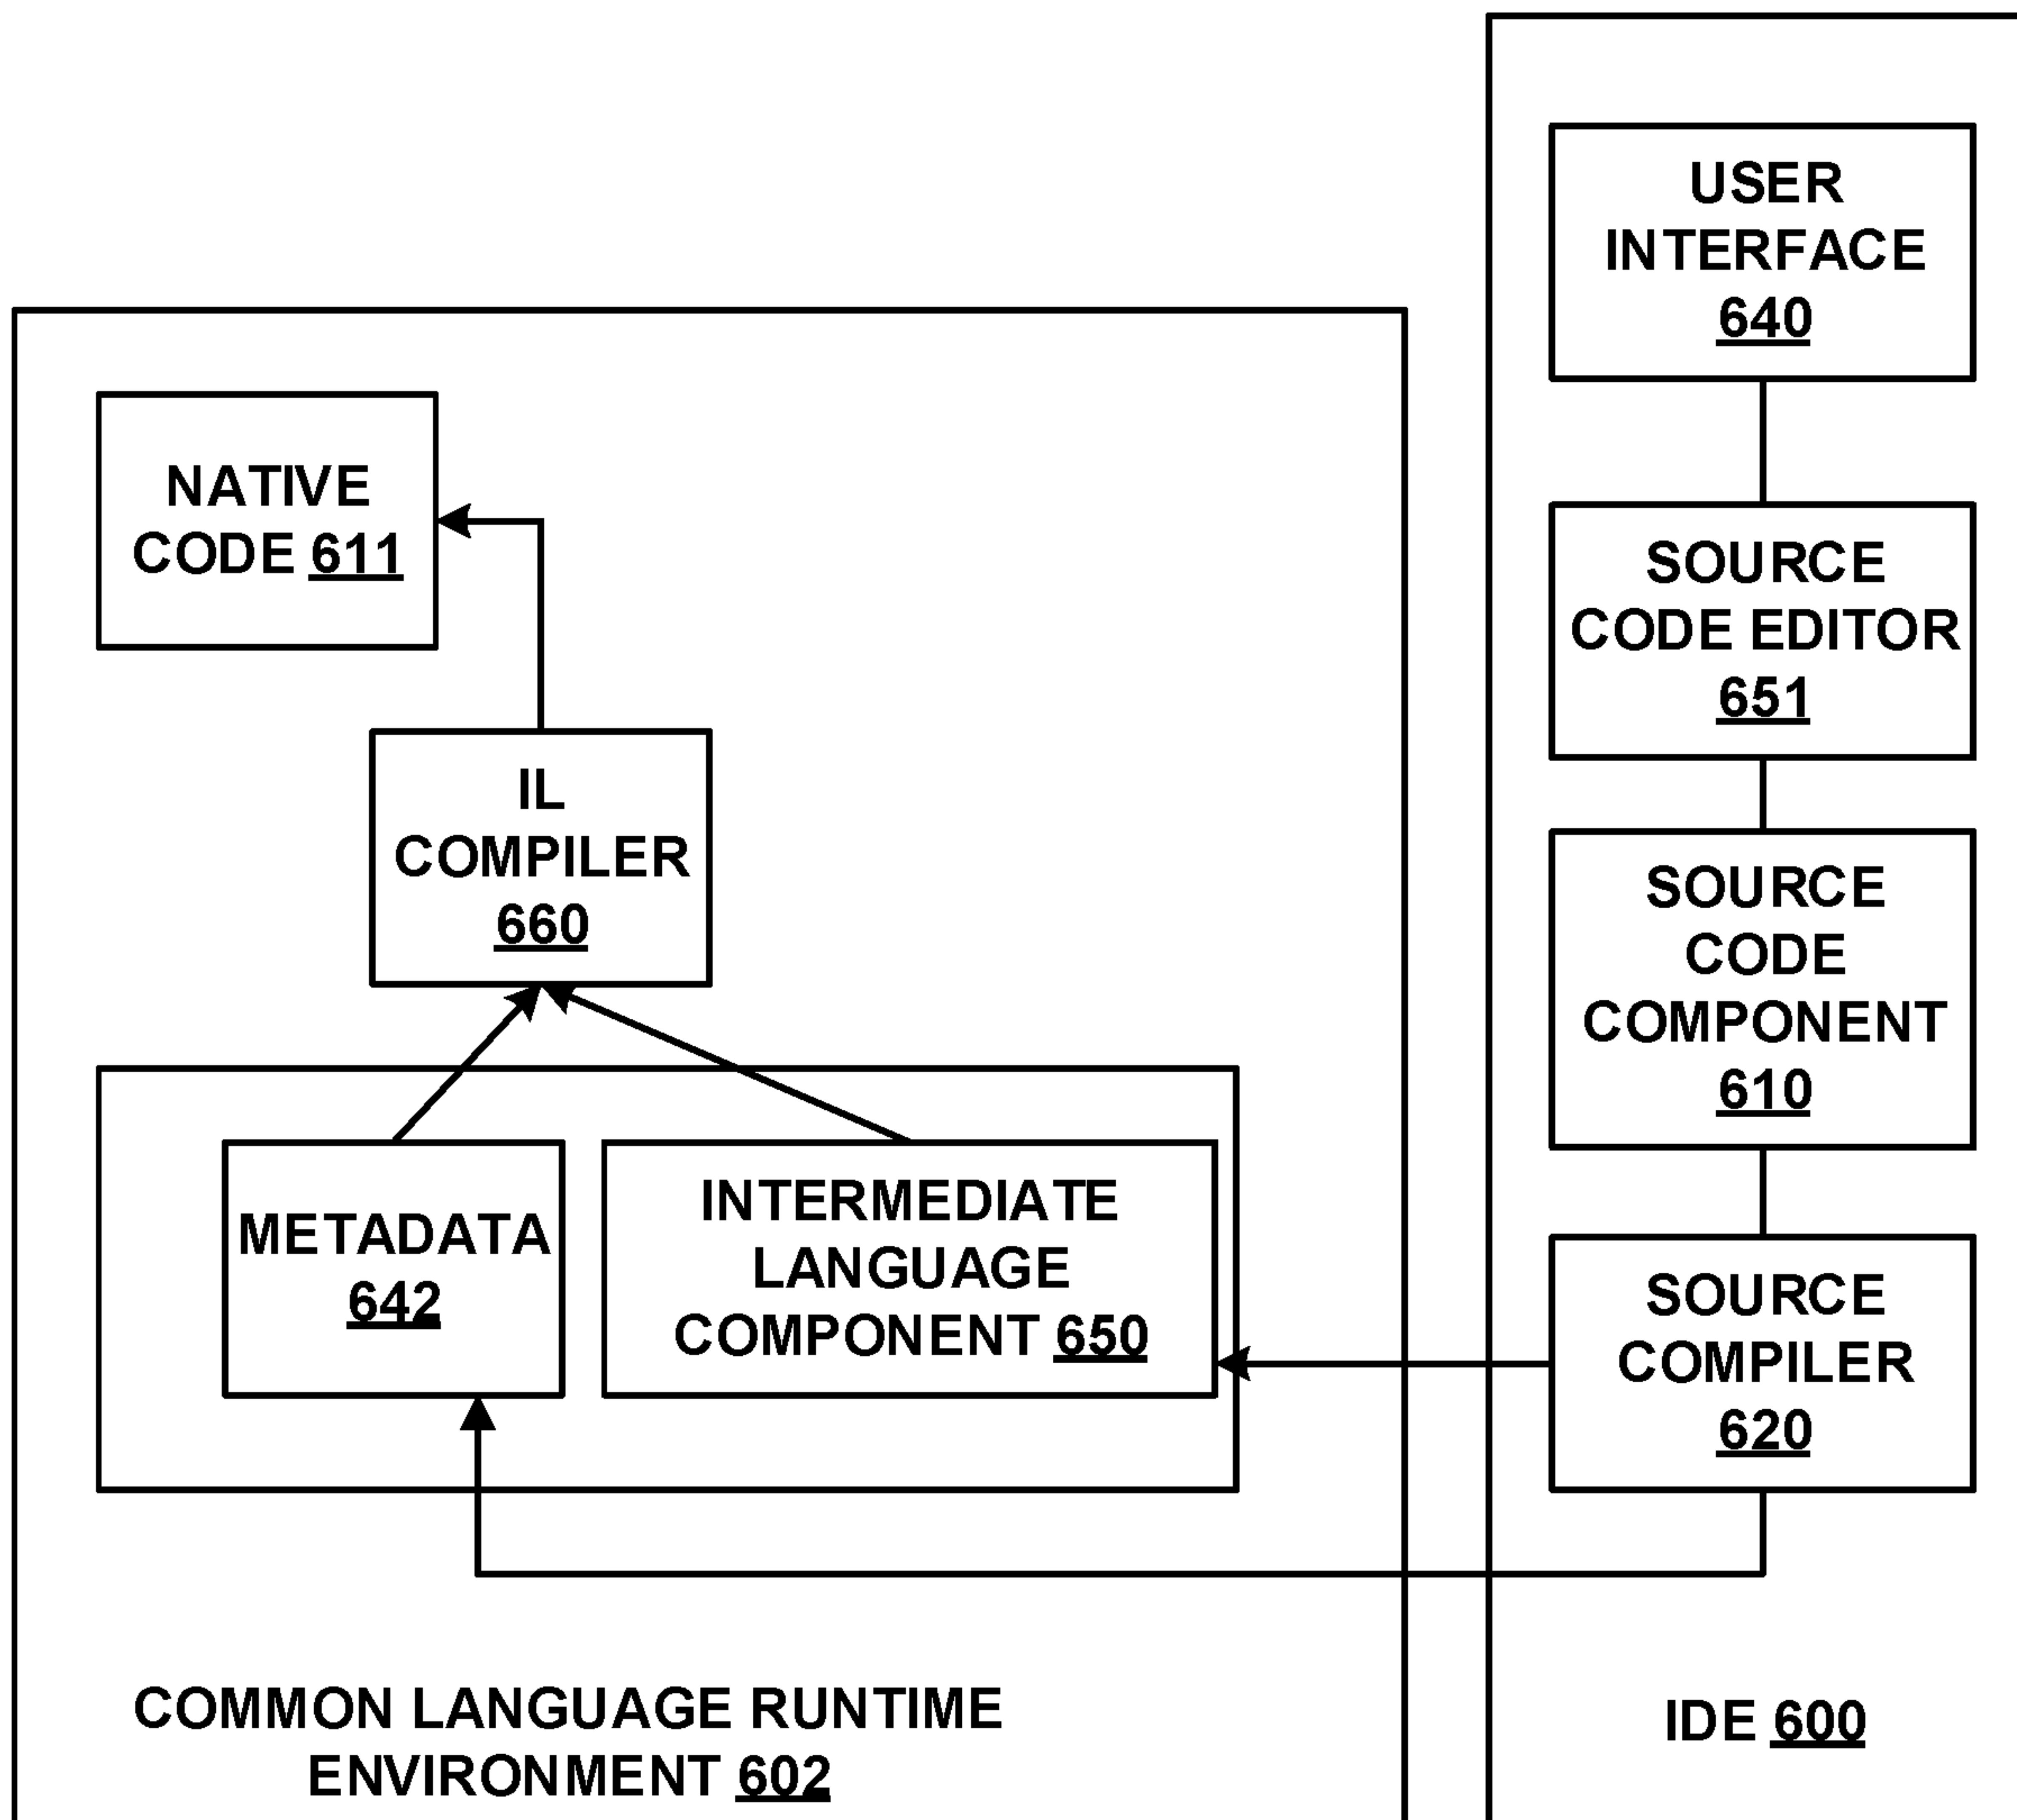 USER
INTERFACE
640
NATIVE
CODE 611
SOURCE
CODE EDITOR
651
IL
COMPILER
660
SOURCE
CODE
COMPONENT
610
METADATA
642
INTERMEDIATE
LANGUAGE
COMPONENT 650
SOURCE
COMPILER
620
COMMON LANGUAGE RUNTIME
ENVIRONMENT 602
IDE 600